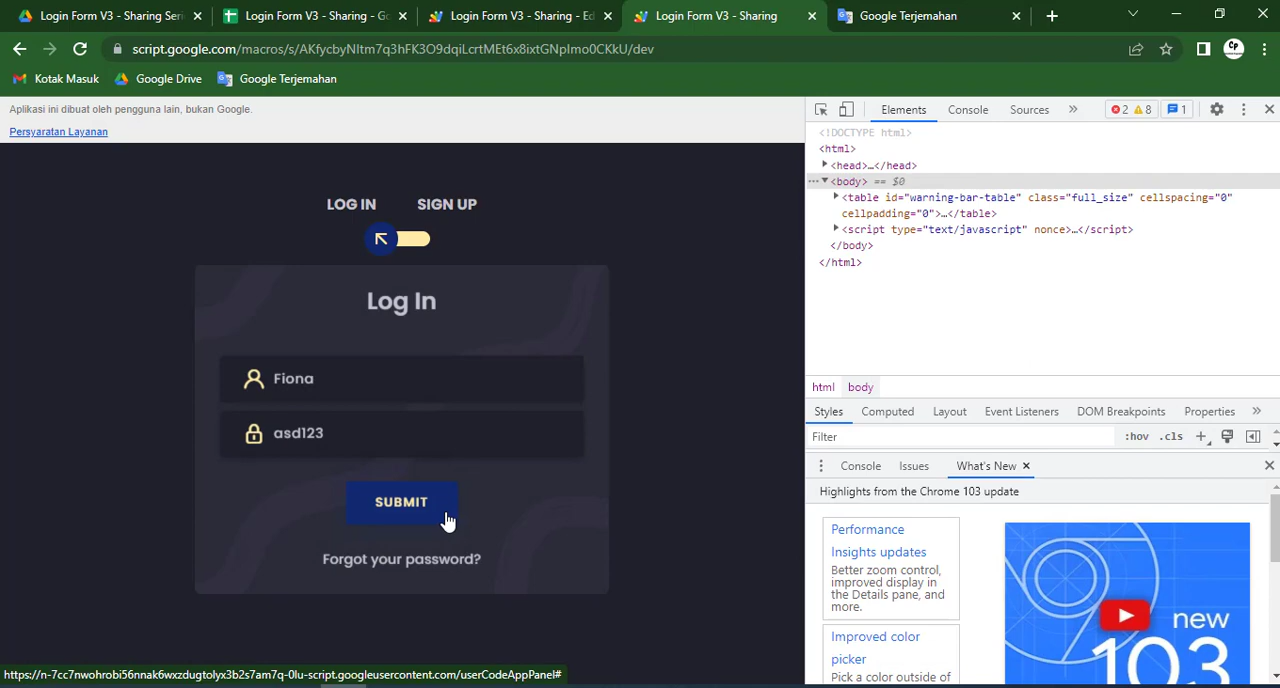 Login Form V3 - Sharing Seri
Login Form V3 - Sharing - Go
Login Form V3 - Sharing - Ed
Login Form V3 - Sharing
Google Terjemahan
script.google.com/macros/s/AKfycbyNltm7q3hFK3O9dqiLcrtMEt6x8ixtGNpImo0CKkU/dev
Kotak Masuk
Google Drive
Google Terjemahan
Aplikasi ini dibuat oleh pengguna lain, bukan Google.
Persyaratan Layanan
LOG IN
SIGN UP
Log In
Fiona
asd123
SUBMIT
Forgot your password?
https://n-7cc7nwohrobi56nnak6wxzdugtolyx3b2s7am7q-0lu-script.googleusercontent.com/userCodeAppPanel#
Elements
Console
Sources
2
8
1
<!DOCTYPE html>
<html>
<head>…</head>
<body> == $0
<table id="warning-bar-table" class="full_size" cellspacing="0"
cellpadding="0">…</table>
<script type="text/javascript" nonce>…</script>
</body>
</html>
html
body
Styles
Computed
Layout
Event Listeners
DOM Breakpoints
Properties
Filter
:hov
.cls
Console
Issues
What's New
Highlights from the Chrome 103 update
Performance
Insights updates
Better zoom control,
improved display in
the Details pane, and
more.
Improved color
picker
Pick a color outside of
new
103